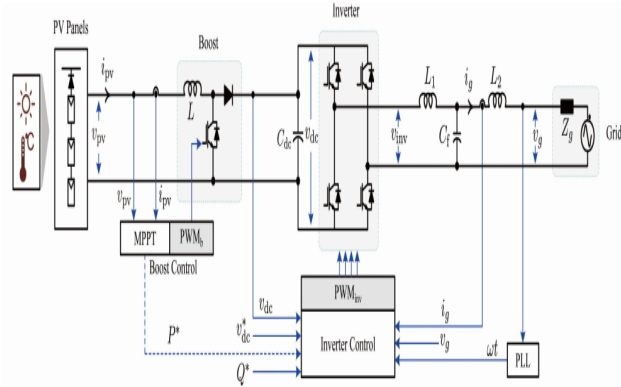 PV Panels
Boost
Inverter
i_pv
L
v_pv
C_dc
v_dc
L_1
i_g
L_2
v_inv
C_f
v_g
Z_g
Grid
°C
v_pv
i_pv
MPPT
PWM_b
Boost Control
PWM_inv
v_dc
v*_dc
P*
Q*
Inverter Control
i_g
v_g
ωt
PLL